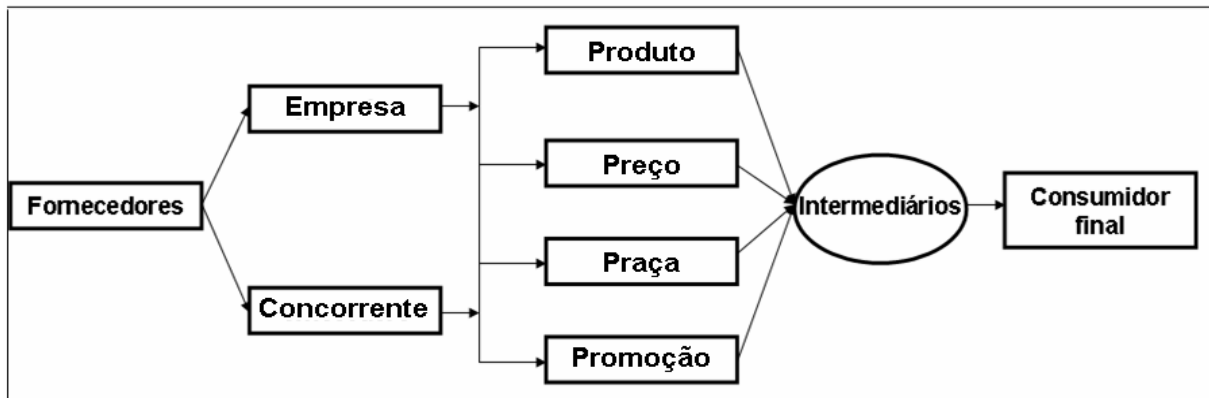 Fornecedores
Empresa
Concorrente
Produto
Preço
Praça
Promoção
Intermediários
Consumidor
final